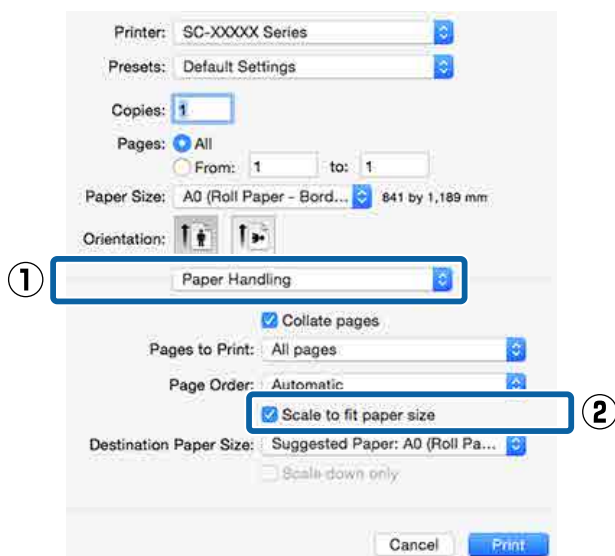 Printer: SC-XXXXX Series
Presets: Default Settings
Copies: 1
Pages: All
From: 1 to: 1
Paper Size: A0 (Roll Paper - Bord... 841 by 1,189 mm
Orientation:
① Paper Handling
Collate pages
Pages to Print: All pages
Page Order: Automatic
Scale to fit paper size ②
Destination Paper Size: Suggested Paper: A0 (Roll Pa...
Scale down only
Cancel Print